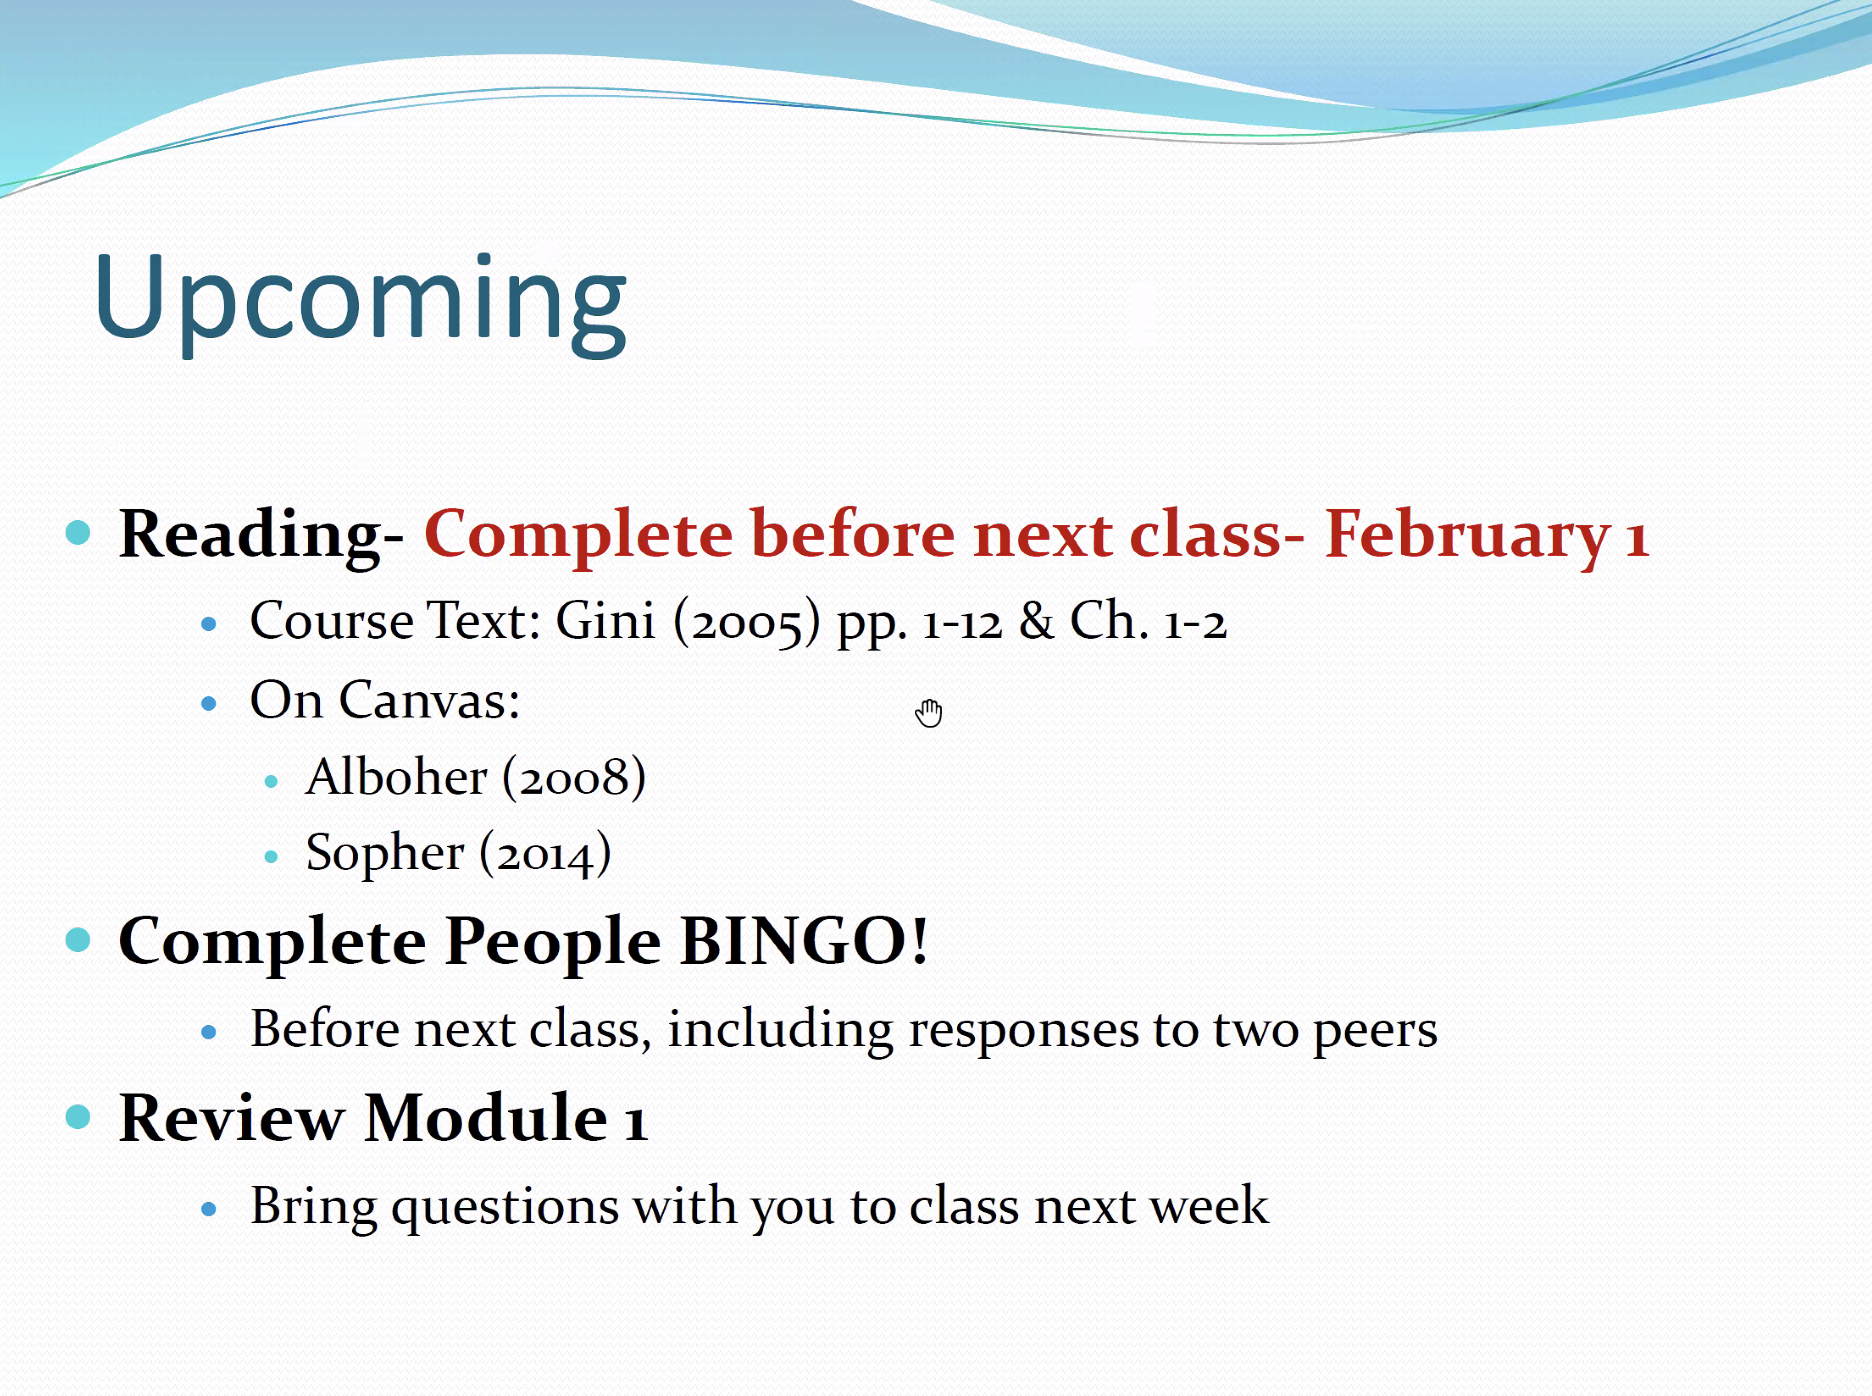 Upcoming
Reading- Complete before next class- February 1
Course Text: Gini (2005) pp. 1-12 & Ch. 1-2
On Canvas:
Alboher (2008)
Sopher (2014)
Complete People BINGO!
Before next class, including responses to two peers
Review Module 1
Bring questions with you to class next week